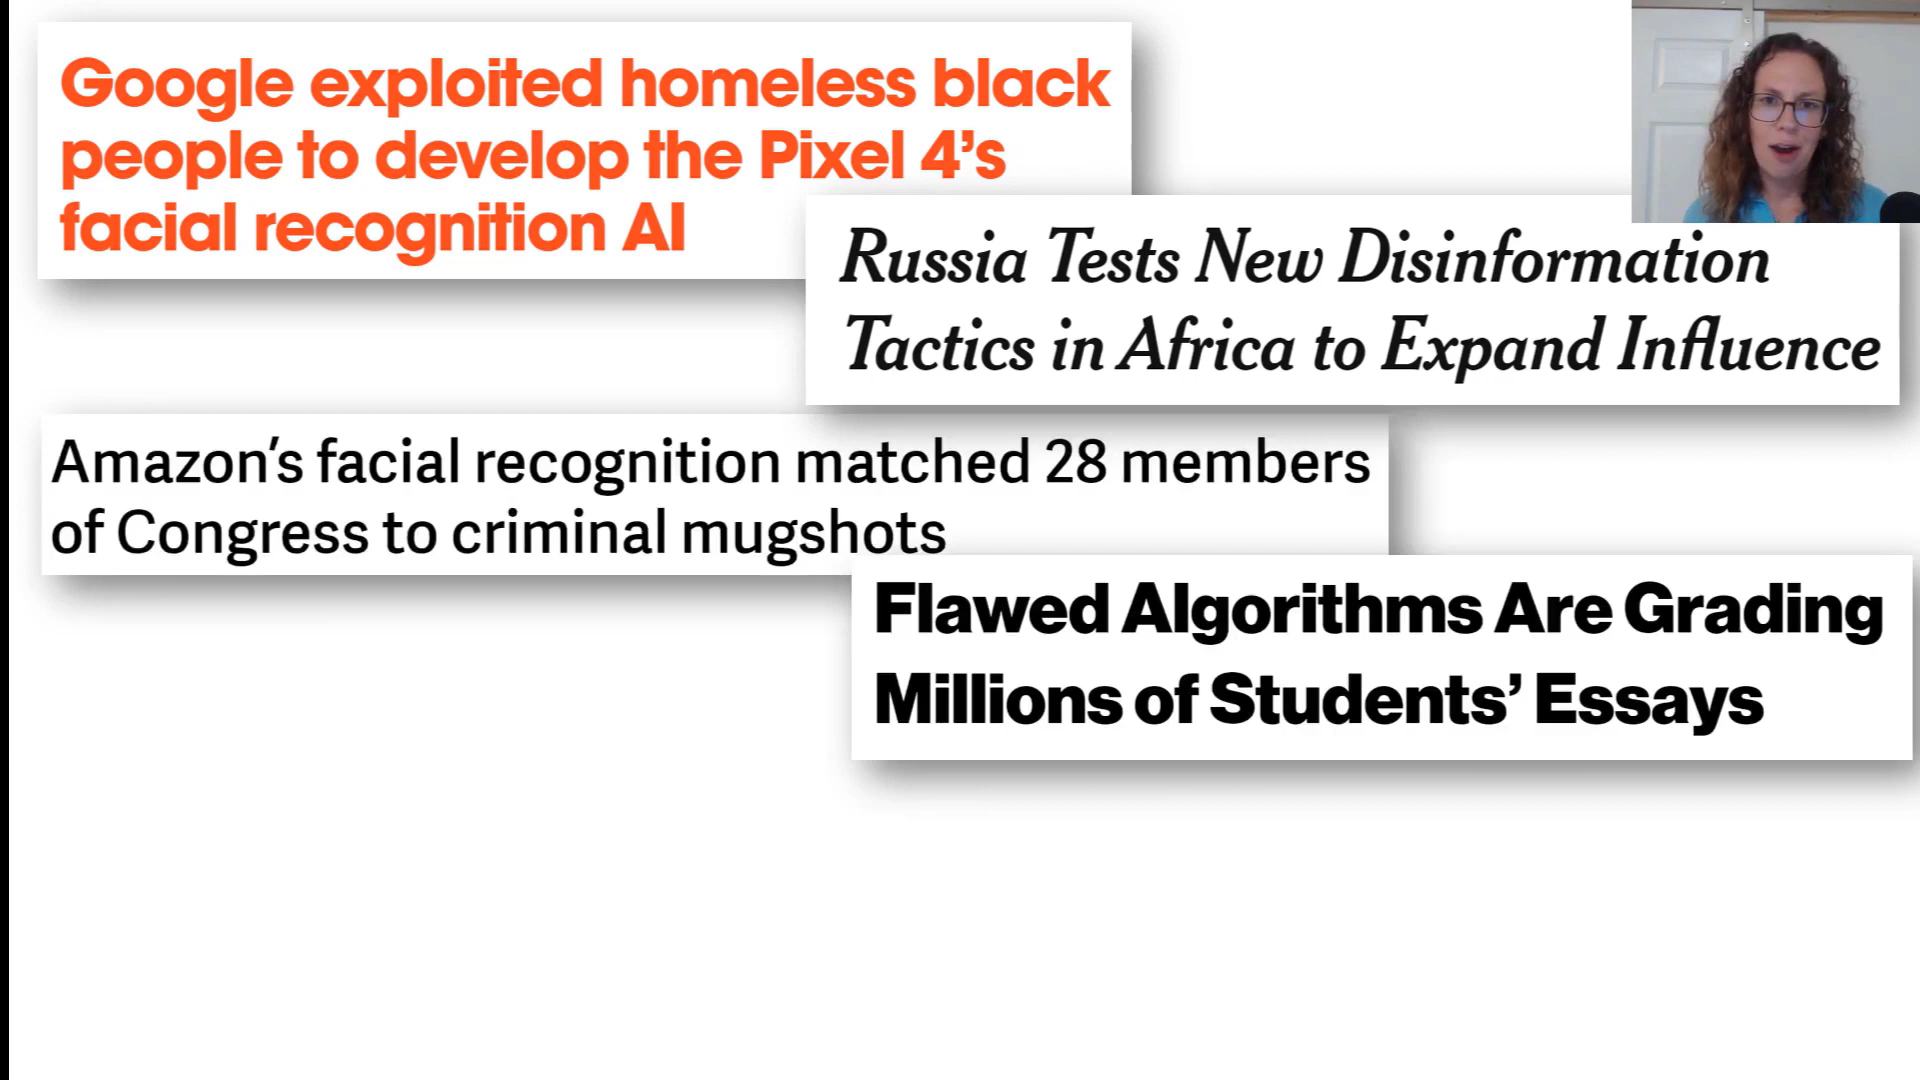 Google exploited homeless black
people to develop the Pixel 4’s
facial recognition AI
Russia Tests New Disinformation
Tactics in Africa to Expand Influence
Amazon’s facial recognition matched 28 members
of Congress to criminal mugshots
Flawed Algorithms Are Grading
Millions of Students’ Essays